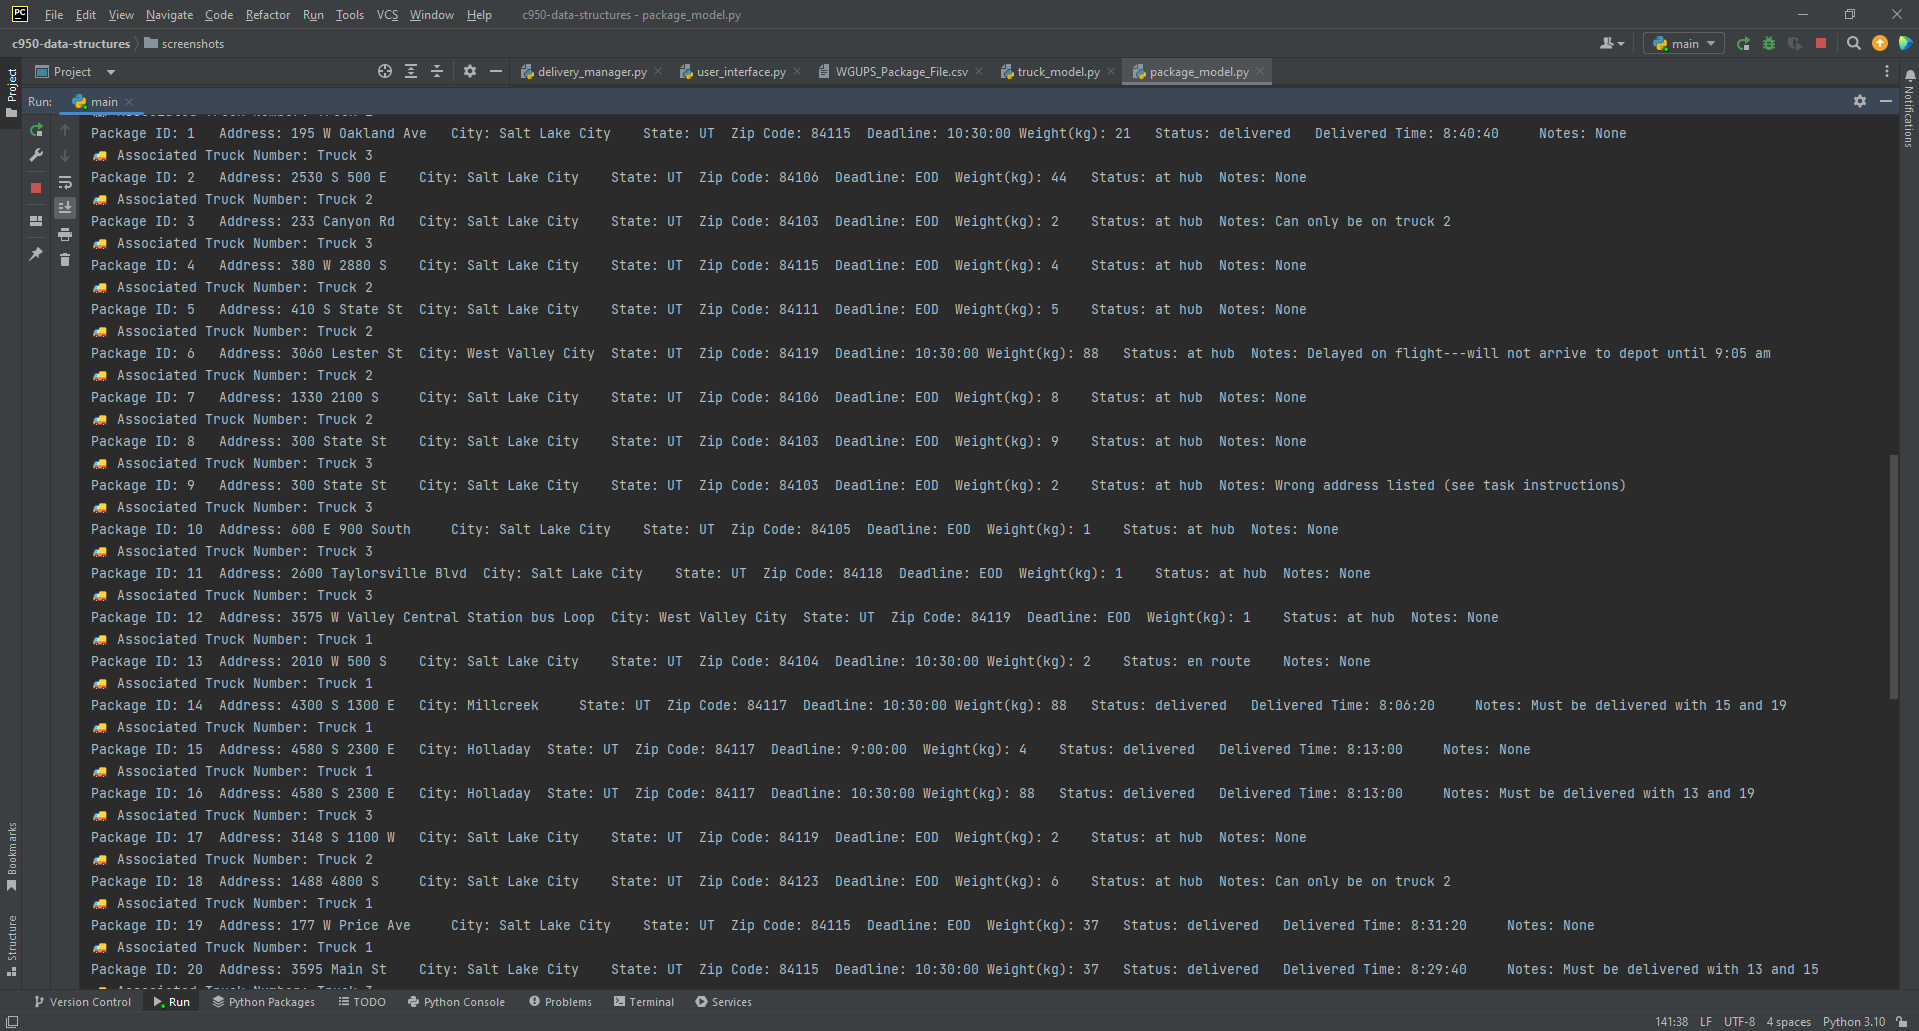 PC File Edit View Navigate Code Refactor Run Tools VCS Window Help c950-data-structures - package_model.py
c950-data-structures screenshots main
Project delivery_manager.py user_interface.py WGUPS_Package_File.csv truck_model.py package_model.py
Run: main
Package ID: 1 Address: 195 W Oakland Ave City: Salt Lake City State: UT Zip Code: 84115 Deadline: 10:30:00 Weight(kg): 21 Status: delivered Delivered Time: 8:40:40 Notes: None
Associated Truck Number: Truck 3
Package ID: 2 Address: 2530 S 500 E City: Salt Lake City State: UT Zip Code: 84106 Deadline: EOD Weight(kg): 44 Status: at hub Notes: None
Associated Truck Number: Truck 2
Package ID: 3 Address: 233 Canyon Rd City: Salt Lake City State: UT Zip Code: 84103 Deadline: EOD Weight(kg): 2 Status: at hub Notes: Can only be on truck 2
Associated Truck Number: Truck 3
Package ID: 4 Address: 380 W 2880 S City: Salt Lake City State: UT Zip Code: 84115 Deadline: EOD Weight(kg): 4 Status: at hub Notes: None
Associated Truck Number: Truck 2
Package ID: 5 Address: 410 S State St City: Salt Lake City State: UT Zip Code: 84111 Deadline: EOD Weight(kg): 5 Status: at hub Notes: None
Associated Truck Number: Truck 2
Package ID: 6 Address: 3060 Lester St City: West Valley City State: UT Zip Code: 84119 Deadline: 10:30:00 Weight(kg): 88 Status: at hub Notes: Delayed on flight---will not arrive to depot until 9:05 am
Associated Truck Number: Truck 2
Package ID: 7 Address: 1330 2100 S City: Salt Lake City State: UT Zip Code: 84106 Deadline: EOD Weight(kg): 8 Status: at hub Notes: None
Associated Truck Number: Truck 2
Package ID: 8 Address: 300 State St City: Salt Lake City State: UT Zip Code: 84103 Deadline: EOD Weight(kg): 9 Status: at hub Notes: None
Associated Truck Number: Truck 3
Package ID: 9 Address: 300 State St City: Salt Lake City State: UT Zip Code: 84103 Deadline: EOD Weight(kg): 2 Status: at hub Notes: Wrong address listed (see task instructions)
Associated Truck Number: Truck 3
Package ID: 10 Address: 600 E 900 South City: Salt Lake City State: UT Zip Code: 84105 Deadline: EOD Weight(kg): 1 Status: at hub Notes: None
Associated Truck Number: Truck 3
Package ID: 11 Address: 2600 Taylorsville Blvd City: Salt Lake City State: UT Zip Code: 84118 Deadline: EOD Weight(kg): 1 Status: at hub Notes: None
Associated Truck Number: Truck 3
Package ID: 12 Address: 3575 W Valley Central Station bus Loop City: West Valley City State: UT Zip Code: 84119 Deadline: EOD Weight(kg): 1 Status: at hub Notes: None
Associated Truck Number: Truck 1
Package ID: 13 Address: 2010 W 500 S City: Salt Lake City State: UT Zip Code: 84104 Deadline: 10:30:00 Weight(kg): 2 Status: en route Notes: None
Associated Truck Number: Truck 1
Package ID: 14 Address: 4300 S 1300 E City: Millcreek State: UT Zip Code: 84117 Deadline: 10:30:00 Weight(kg): 88 Status: delivered Delivered Time: 8:06:20 Notes: Must be delivered with 15 and 19
Associated Truck Number: Truck 1
Package ID: 15 Address: 4580 S 2300 E City: Holladay State: UT Zip Code: 84117 Deadline: 9:00:00 Weight(kg): 4 Status: delivered Delivered Time: 8:13:00 Notes: None
Associated Truck Number: Truck 1
Package ID: 16 Address: 4580 S 2300 E City: Holladay State: UT Zip Code: 84117 Deadline: 10:30:00 Weight(kg): 88 Status: delivered Delivered Time: 8:13:00 Notes: Must be delivered with 13 and 19
Associated Truck Number: Truck 3
Package ID: 17 Address: 3148 S 1100 W City: Salt Lake City State: UT Zip Code: 84119 Deadline: EOD Weight(kg): 2 Status: at hub Notes: None
Associated Truck Number: Truck 2
Package ID: 18 Address: 1488 4800 S City: Salt Lake City State: UT Zip Code: 84123 Deadline: EOD Weight(kg): 6 Status: at hub Notes: Can only be on truck 2
Associated Truck Number: Truck 1
Package ID: 19 Address: 177 W Price Ave City: Salt Lake City State: UT Zip Code: 84115 Deadline: EOD Weight(kg): 37 Status: delivered Delivered Time: 8:31:20 Notes: None
Associated Truck Number: Truck 1
Package ID: 20 Address: 3595 Main St City: Salt Lake City State: UT Zip Code: 84115 Deadline: 10:30:00 Weight(kg): 37 Status: delivered Delivered Time: 8:29:40 Notes: Must be delivered with 13 and 15
Project
Bookmarks
Structure
Notifications
Version Control Run Python Packages TODO Python Console Problems Terminal Services
141:38 LF UTF-8 4 spaces Python 3.10